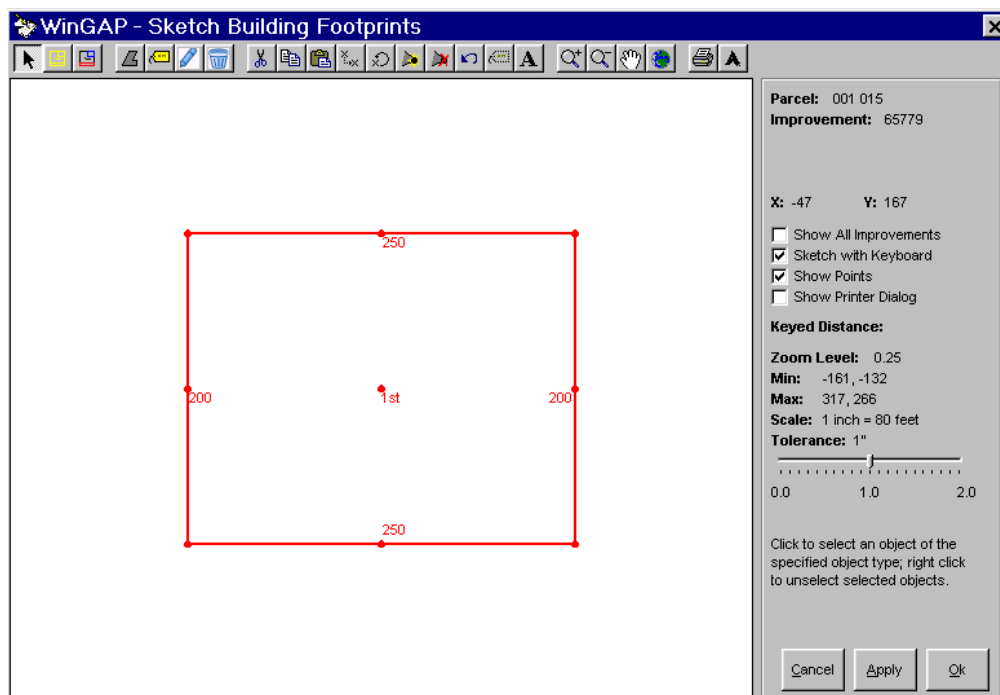 WinGAP - Sketch Building Footprints
A
250
200
1st
200
250
Parcel: 001 015
Improvement: 65779
X: -47 Y: 167
Show All Improvements
Sketch with Keyboard
Show Points
Show Printer Dialog
Keyed Distance:
Zoom Level: 0.25
Min: -161, -132
Max: 317, 266
Scale: 1 inch = 80 feet
Tolerance: 1"
0.0 1.0 2.0
Click to select an object of the
specified object type; right click
to unselect selected objects.
Cancel Apply Ok